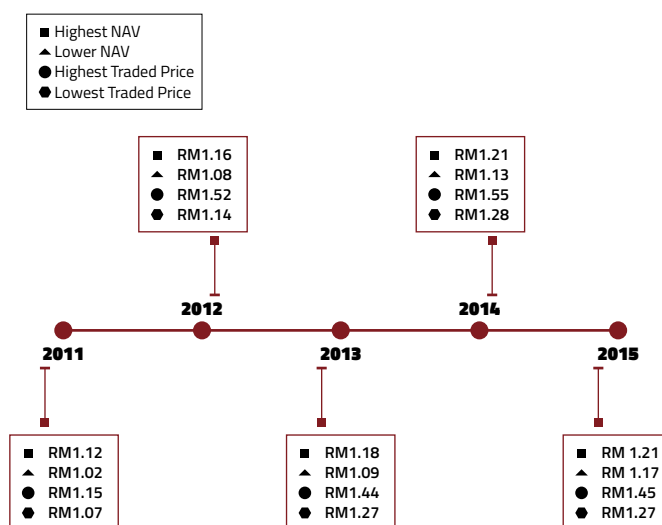 Highest NAV
Lower NAV
Highest Traded Price
Lowest Traded Price
RM1.16
RM1.08
RM1.52
RM1.14
RM1.21
RM1.13
RM1.55
RM1.28
2012
2014
2011
2013
2015
RM1.12
RM1.02
RM1.15
RM1.07
RM1.18
RM1.09
RM1.44
RM1.27
RM 1.21
RM 1.17
RM1.45
RM1.27